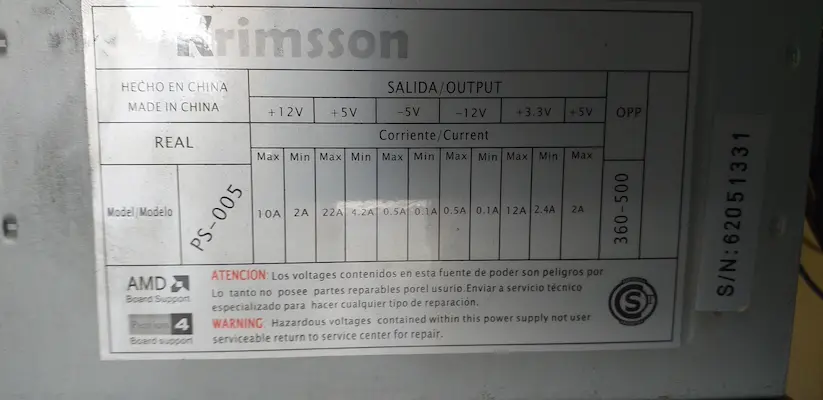 Krimsson
HECHO EN CHINA
MADE IN CHINA
SALIDA/OUTPUT
OPP
+12V +5V -5V -12V +3.3V +5V
REAL
Corriente/Current
Max Min Max Min Max Min Max Min Max Min Max
Model/Modelo
PS-005
10A 2A 22A 4.2A 0.5A 0.1A 0.5A 0.1A 12A 2.4A 2A
360-500
S/N:62051331
AMD
Board Support
4
Board support
ATENCION: Los voltages contenidos en esta fuente de poder son peligros por
Lo tanto no posee partes reparables porel usurio.Enviar a servicio técnico
especializado para hacer cualquier tipo de reparación.
WARNING: Hazardous voltages contained within this power supply not user
serviceable return to service center for repair.
S